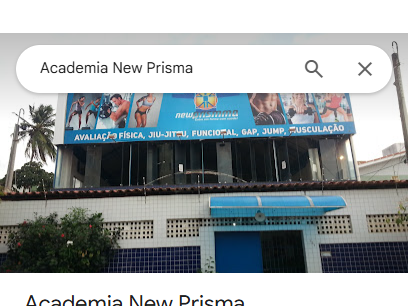 Academia New Prisma
new prisma
AVALIAÇÃO FÍSICA, JIU-JITSU, FUNCIONAL, GAP, JUMP, MUSCULAÇÃO
Academia New Prisma